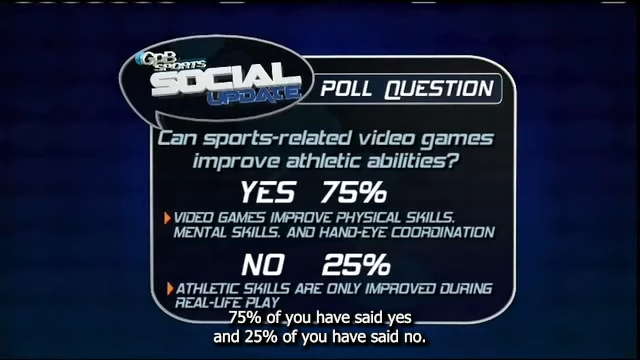 GPB
SPORTS
SOCIAL
UPDATE
POLL QUESTION
Can sports-related video games
improve athletic abilities?
YES 75%
VIDEO GAMES IMPROVE PHYSICAL SKILLS,
MENTAL SKILLS, AND HAND-EYE COORDINATION
NO 25%
ATHLETIC SKILLS ARE ONLY IMPROVED DURING
REAL-LIFE PLAY
75% of you have said yes
and 25% of you have said no.